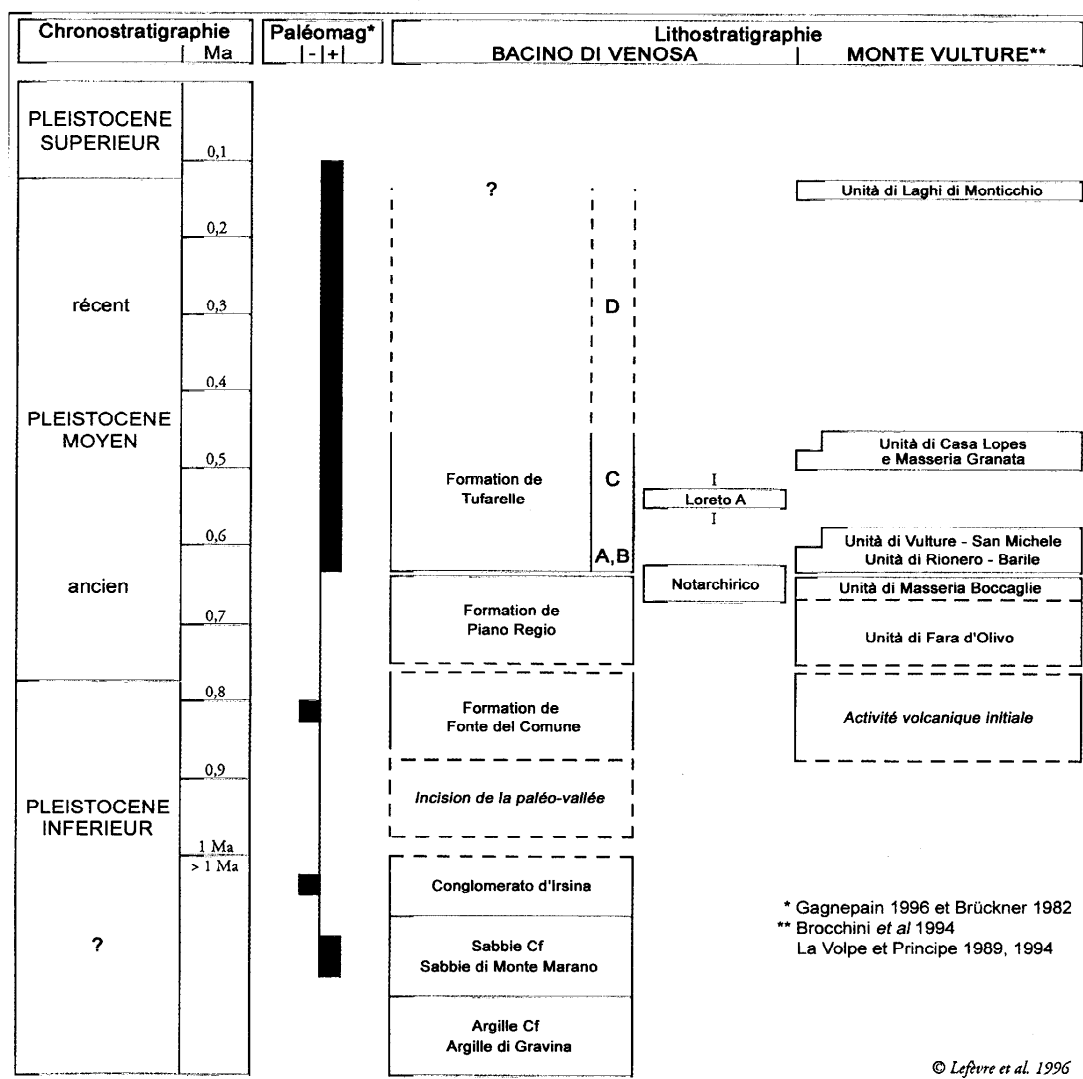 Chronostratigraphie
Ma
Paléomag*
|-|+|
Lithostratigraphie
BACINO DI VENOSA
MONTE VULTURE**
PLEISTOCENE
SUPERIEUR
récent
PLEISTOCENE
MOYEN
ancien
PLEISTOCENE
INFERIEUR
?
0,1
0,2
0,3
0,4
0,5
0,6
0,7
0,8
0,9
1 Ma
> 1 Ma
?
D
Formation de
Tufarelle
C
A,B
Formation de
Piano Regio
Formation de
Fonte del Comune
Incision de la paléo-vallée
Conglomerato d'Irsina
Sabbie Cf
Sabbie di Monte Marano
Argille Cf
Argille di Gravina
I
Loreto A
I
Notarchirico
Unità di Laghi di Monticchio
Unità di Casa Lopes
e Masseria Granata
Unità di Vulture - San Michele
Unità di Rionero - Barile
Unità di Masseria Boccaglie
Unità di Fara d'Olivo
Activité volcanique initiale
* Gagnepain 1996 et Brückner 1982
** Brocchini et al 1994
La Volpe et Principe 1989, 1994
© Lefèvre et al. 1996